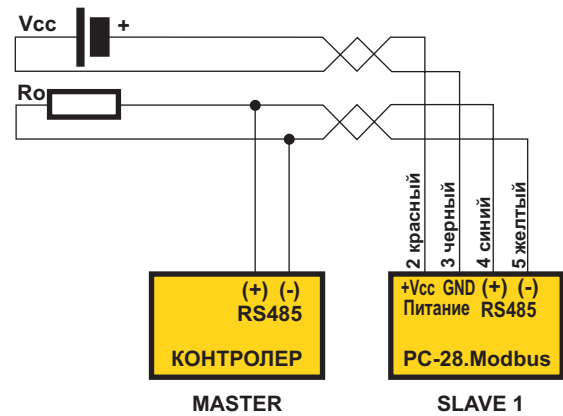 Vcc +
Ro
2 красный
3 черный
4 синий
5 желтый
(+) (-)
RS485
КОНТРОЛЕР
MASTER
+Vcc GND (+) (-)
Питание RS485
PC-28.Modbus
SLAVE 1